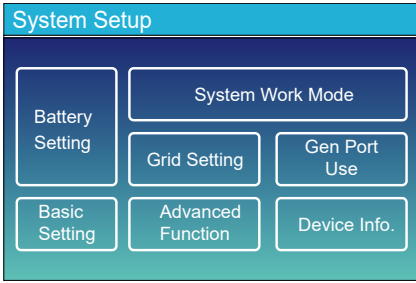 System Setup
Battery
Setting
System Work Mode
Grid Setting
Gen Port
Use
Basic
Setting
Advanced
Function
Device Info.